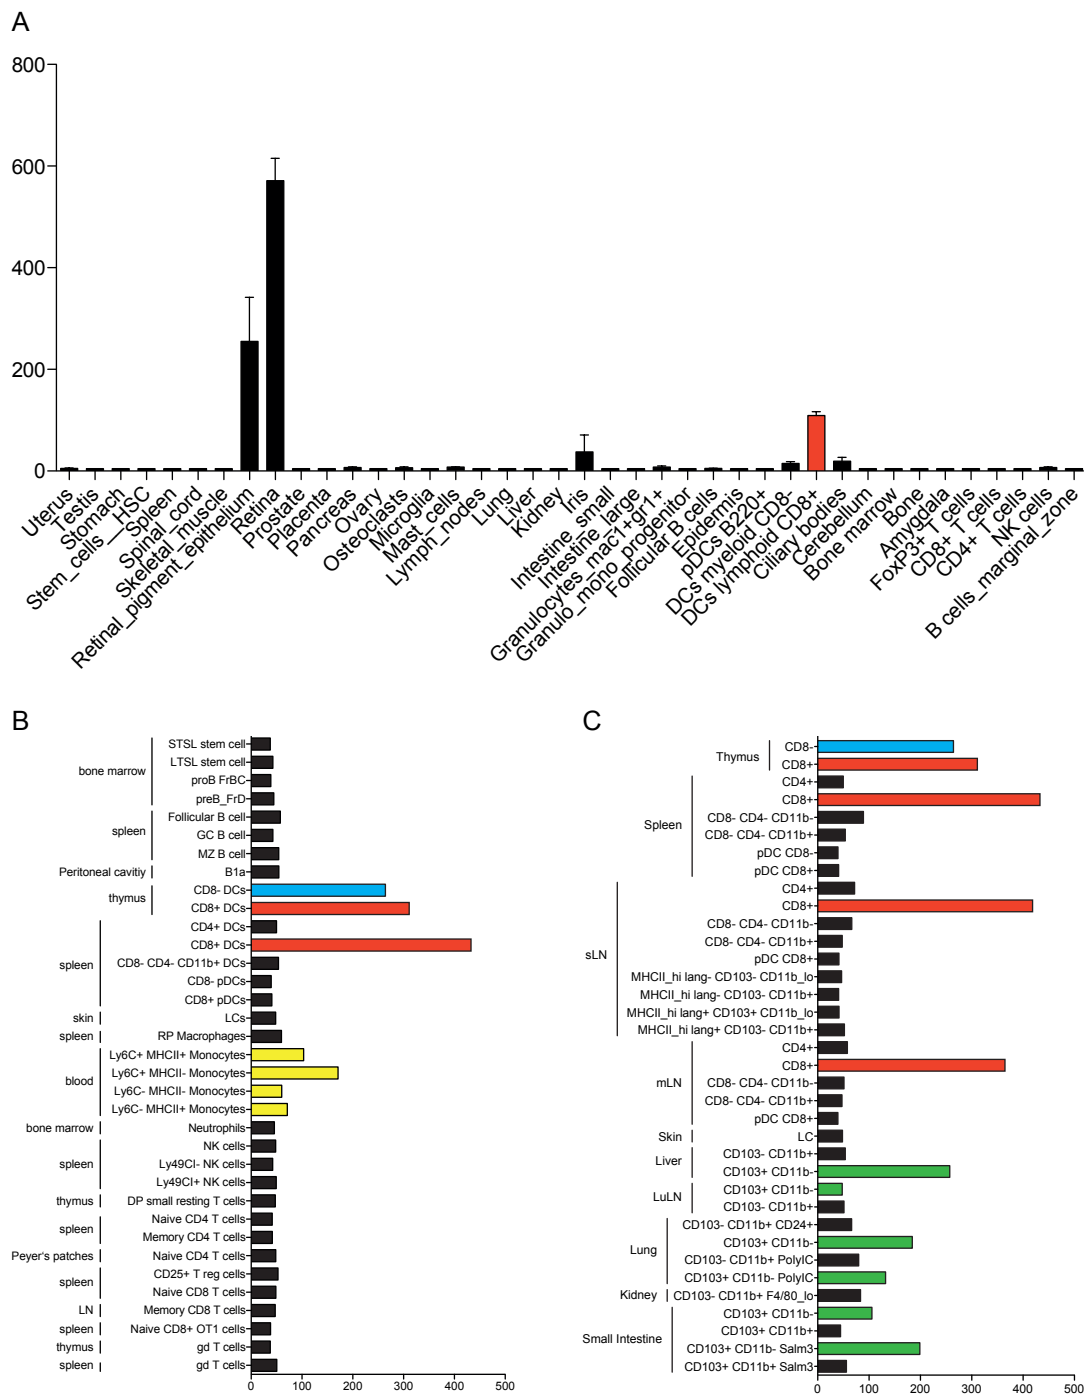 A
800
600
400
200
0
Uterus
Testis
Stomach
Stem_cells__HSC
Spleen
Spinal_cord
Skeletal_muscle
Retinal_pigment_epithelium
Retina
Prostate
Placenta
Pancreas
Ovary
Osteoclasts
Microglia
Mast_cells
Lymph_nodes
Lung
Liver
Kidney
Iris
Intestine_small
Intestine_large
Granulocytes_mac1+gr1+
Granulo_mono_progenitor
Follicular B cells
Epidermis
pDCs B220+
DCs myeloid CD8-
DCs lymphoid CD8+
Ciliary bodies
Cerebellum
Bone marrow
Bone
Amygdala
FoxP3+ T cells
CD8+ T cells
CD4+ T cells
NK cells
B cells_marginal_zone
B
bone marrow
STSL stem cell
LTSL stem cell
proB FrBC
preB_FrD
spleen
Follicular B cell
GC B cell
MZ B cell
Peritoneal cavitiy
B1a
thymus
CD8- DCs
CD8+ DCs
spleen
CD4+ DCs
CD8+ DCs
CD8- CD4- CD11b+ DCs
CD8- pDCs
CD8+ pDCs
skin
LCs
spleen
RP Macrophages
blood
Ly6C+ MHCII+ Monocytes
Ly6C+ MHCII- Monocytes
Ly6C- MHCII- Monocytes
Ly6C- MHCII+ Monocytes
bone marrow
Neutrophils
spleen
NK cells
Ly49CI- NK cells
Ly49CI+ NK cells
thymus
DP small resting T cells
spleen
Naive CD4 T cells
Memory CD4 T cells
Peyer's patches
Naive CD4 T cells
spleen
CD25+ T reg cells
Naive CD8 T cells
LN
Memory CD8 T cells
spleen
Naive CD8+ OT1 cells
thymus
gd T cells
spleen
gd T cells
0 100 200 300 400 500
C
Thymus
CD8-
CD8+
Spleen
CD4+
CD8+
CD8- CD4- CD11b-
CD8- CD4- CD11b+
pDC CD8-
pDC CD8+
sLN
CD4+
CD8+
CD8- CD4- CD11b-
CD8- CD4- CD11b+
pDC CD8+
MHCII_hi lang- CD103- CD11b_lo
MHCII_hi lang- CD103- CD11b+
MHCII_hi lang+ CD103+ CD11b_lo
MHCII_hi lang+ CD103- CD11b+
mLN
CD4+
CD8+
CD8- CD4- CD11b-
CD8- CD4- CD11b+
pDC CD8+
Skin
LC
Liver
CD103- CD11b+
CD103+ CD11b-
LuLN
CD103+ CD11b-
CD103- CD11b+
Lung
CD103- CD11b+ CD24+
CD103+ CD11b-
CD103- CD11b+ PolyIC
CD103+ CD11b- PolyIC
Kidney
CD103- CD11b+ F4/80_lo
Small Intestine
CD103+ CD11b-
CD103+ CD11b+
CD103+ CD11b- Salm3
CD103+ CD11b+ Salm3
0 100 200 300 400 500